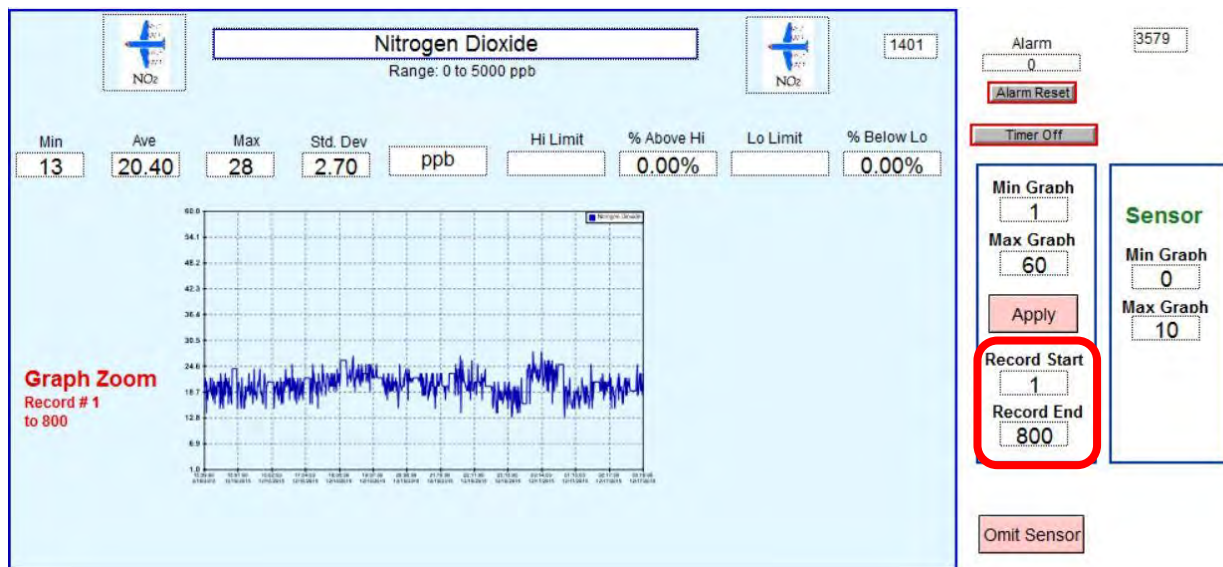 NO2
Nitrogen Dioxide
Range: 0 to 5000 ppb
NO2
1401
Alarm
0
Alarm Reset
3579
Timer Off
Min
Ave
Max
Std. Dev
Hi Limit
% Above Hi
Lo Limit
% Below Lo
13
20.40
28
2.70
ppb
0.00%
0.00%
Min Graph
1
Max Graph
60
Apply
Record Start
1
Record End
800
Sensor
Min Graph
0
Max Graph
10
Graph Zoom
Record # 1
to 800
Nitrogen Dioxide
60.0
54.1
48.2
42.3
36.4
30.5
24.6
18.7
12.8
6.9
1.0
Omit Sensor